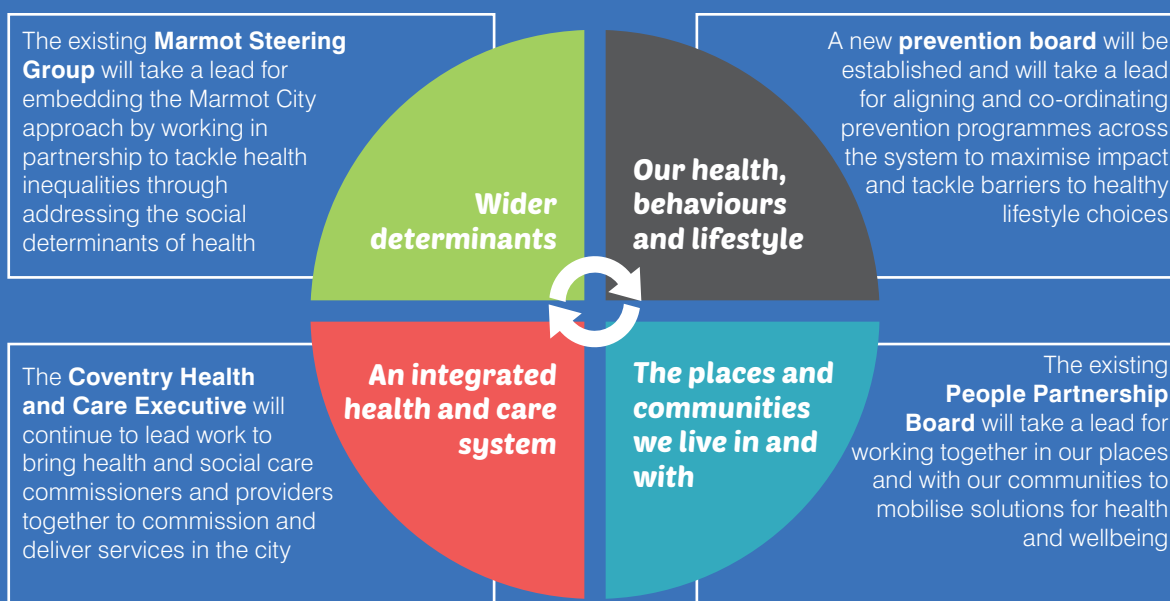 The existing Marmot Steering
Group will take a lead for
embedding the Marmot City
approach by working in
partnership to tackle health
inequalities through
addressing the social
determinants of health
Wider
determinants
Our health,
behaviours
and lifestyle
A new prevention board will be
established and will take a lead
for aligning and co-ordinating
prevention programmes across
the system to maximise impact
and tackle barriers to healthy
lifestyle choices
The Coventry Health
and Care Executive will
continue to lead work to
bring health and social care
commissioners and providers
together to commission and
deliver services in the city
An integrated
health and care
system
The places and
communities
we live in and
with
The existing
People Partnership
Board will take a lead for
working together in our places
and with our communities to
mobilise solutions for health
and wellbeing